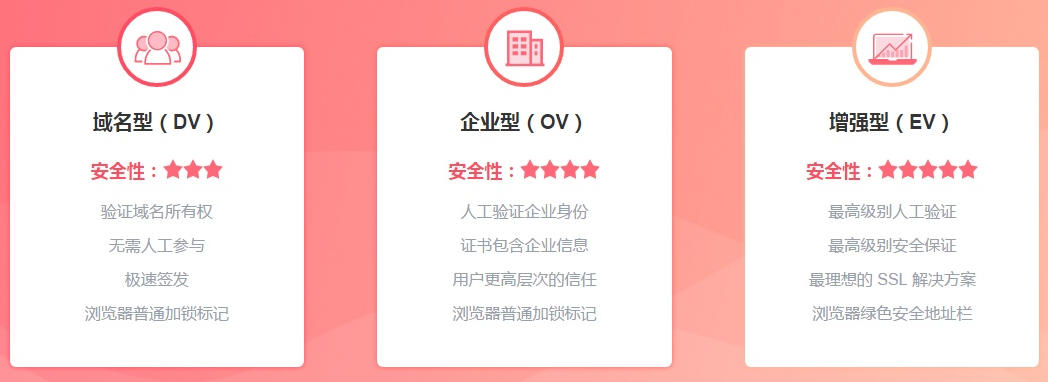 域名型（DV）
安全性：★★★
验证域名所有权
无需人工参与
极速签发
浏览器普通加锁标记
企业型（OV）
安全性：★★★★
人工验证企业身份
证书包含企业信息
用户更高层次的信任
浏览器普通加锁标记
增强型（EV）
安全性：★★★★★
最高级别人工验证
最高级别安全保证
最理想的 SSL 解决方案
浏览器绿色安全地址栏